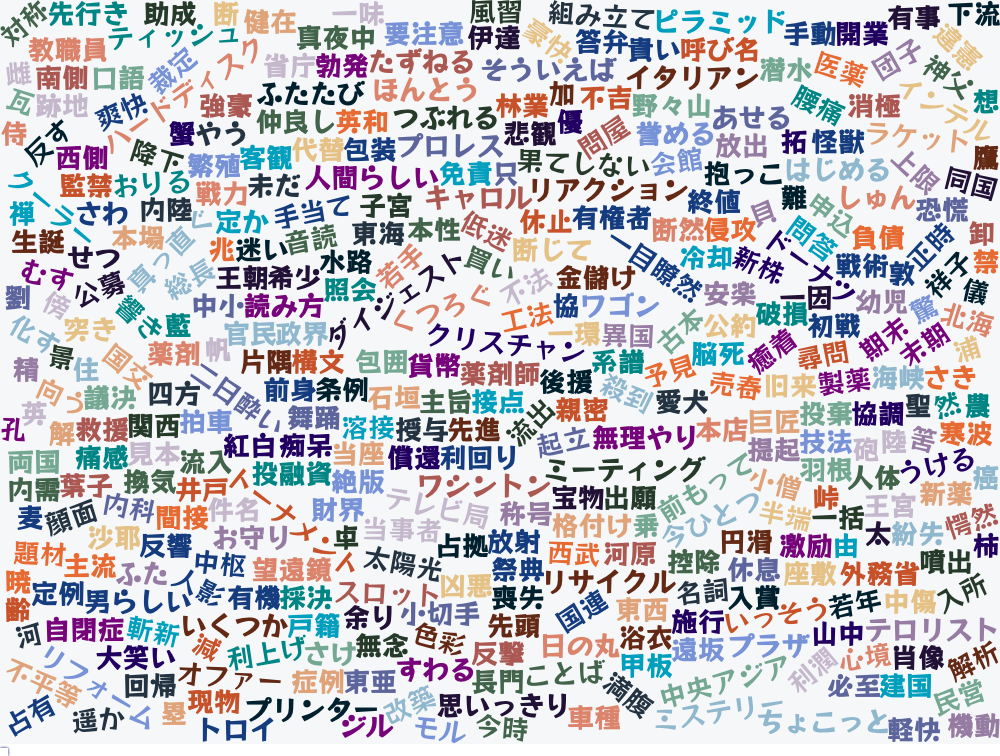 対称
先行き
助成
断
健在
一味
風習
組み立て
ピラミッド
有事
下流
ティッシュ
真夜中
要注意
伊達
豪快
答弁
貴い
呼び名
手動
開業
違憲
教職員
裁定
ハードディスク
省庁
勃発
たずねる
そういえば
イタリアン
潜水
医薬
団子
神父
雌
南側
口語
瓦
跡地
爽快
強豪
ふたたび
ほんとう
林業
加
不吉
野々山
あせる
腰痛
消極
インテル
想
侍
反す
蟹
やう
仲良し
英和
つぶれる
悲観
優
問屋
誉める
放出
拓
怪獣
ラケット
鷹
西側
降下
繁殖
客観
代替
包装
プロレス
果てしない
会館
抱っこ
はじめる
上限
同国
クーラー
監禁
おりる
戦力
未だ
人間らしい
免責
只
キャロル
リアクション
終値
難
しゅん
恐慌
禅
さわ
内陸
ぐ
定か
手当て
子宮
東海
本性
低迷
休止
有権者
断然
侵攻
貝
申込
問答
負債
正時
卸
生誕
せつ
本場
真っ直
兆
迷い
音読
水路
若手
買い
断じて
一目瞭然
冷却
新株
ドーナツ
戦術
敦
祥子
禁
むす
公募
総長
王朝
希少
照会
ダイジェスト
くつろぐ
不法
金儲け
安楽
一因
幼児
儀
劉
傍
響き
藍
中小
読み方
工法
協
ワゴン
破損
初戦
驚
北海
化す
突き
官民
政界
クリスチャン
一環
異国
古本
公約
癒着
期末
末期
浦
景
住
国交
薬剤
帆
片隅
構文
包囲
貨幣
薬剤師
系譜
予見
脳死
尋問
積
向う
議決
四方
二日酔い
前身
条例
石垣
主旨
接点
後援
殺到
愛犬
売春
旧来
製薬
海峡
さき
英
孔
解
救援
関西
拍車
舞踊
溶接
授与
先進
流出
親密
巨匠
投棄
協調
聖
然
農
両国
痛感
見本
流入
紅白
痴呆
当座
償還
利回り
起立
無理やり
本店
提起
技法
砲
陸
筈
寒波
内需
葉子
換気
井戸
投融資
絶版
ワシントン
ミーティング
前もって
小僧
羽根
人体
うける
癌
麦
顔面
内科
間接
件名
イーメメイン
財界
テレビ局
称号
宝物
出願
格付け
乗
今ひとつ
半端
峠
一括
王宮
新薬
愕然
沙耶
反響
お守り
卓
当事者
占拠
放射
西武
河原
控除
円滑
激励
由
太
紛失
柿
題材
主流
ふた
人影
中枢
望遠鏡
太陽光
祭典
リサイクル
休息
座敷
外務省
噴出
暁
定例
男らしい
有機
採決
スロット
凶悪
喪失
国連
東西
名詞
入賞
いっそう
若年
中傷
入所
齢
河
自閉症
斬新
いくつか
戸籍
余り
小切手
先頭
浴衣
施行
山中
テロリスト
不平等
リフォーム
大笑い
減
利上げ
さけ
無念
色彩
反撃
日の丸
甲板
遠坂
プラザ
利潤
心境
肖像
解析
占有
遥か
回帰
オファー
症例
東亜
すわる
長門
ことば
満腹
中央アジア
必至
建国
民営
塁
現物
トロイ
プリンター
ジル
改築
モル
思いっきり
今時
車種
ミステリー
ちょこっと
軽快
機動